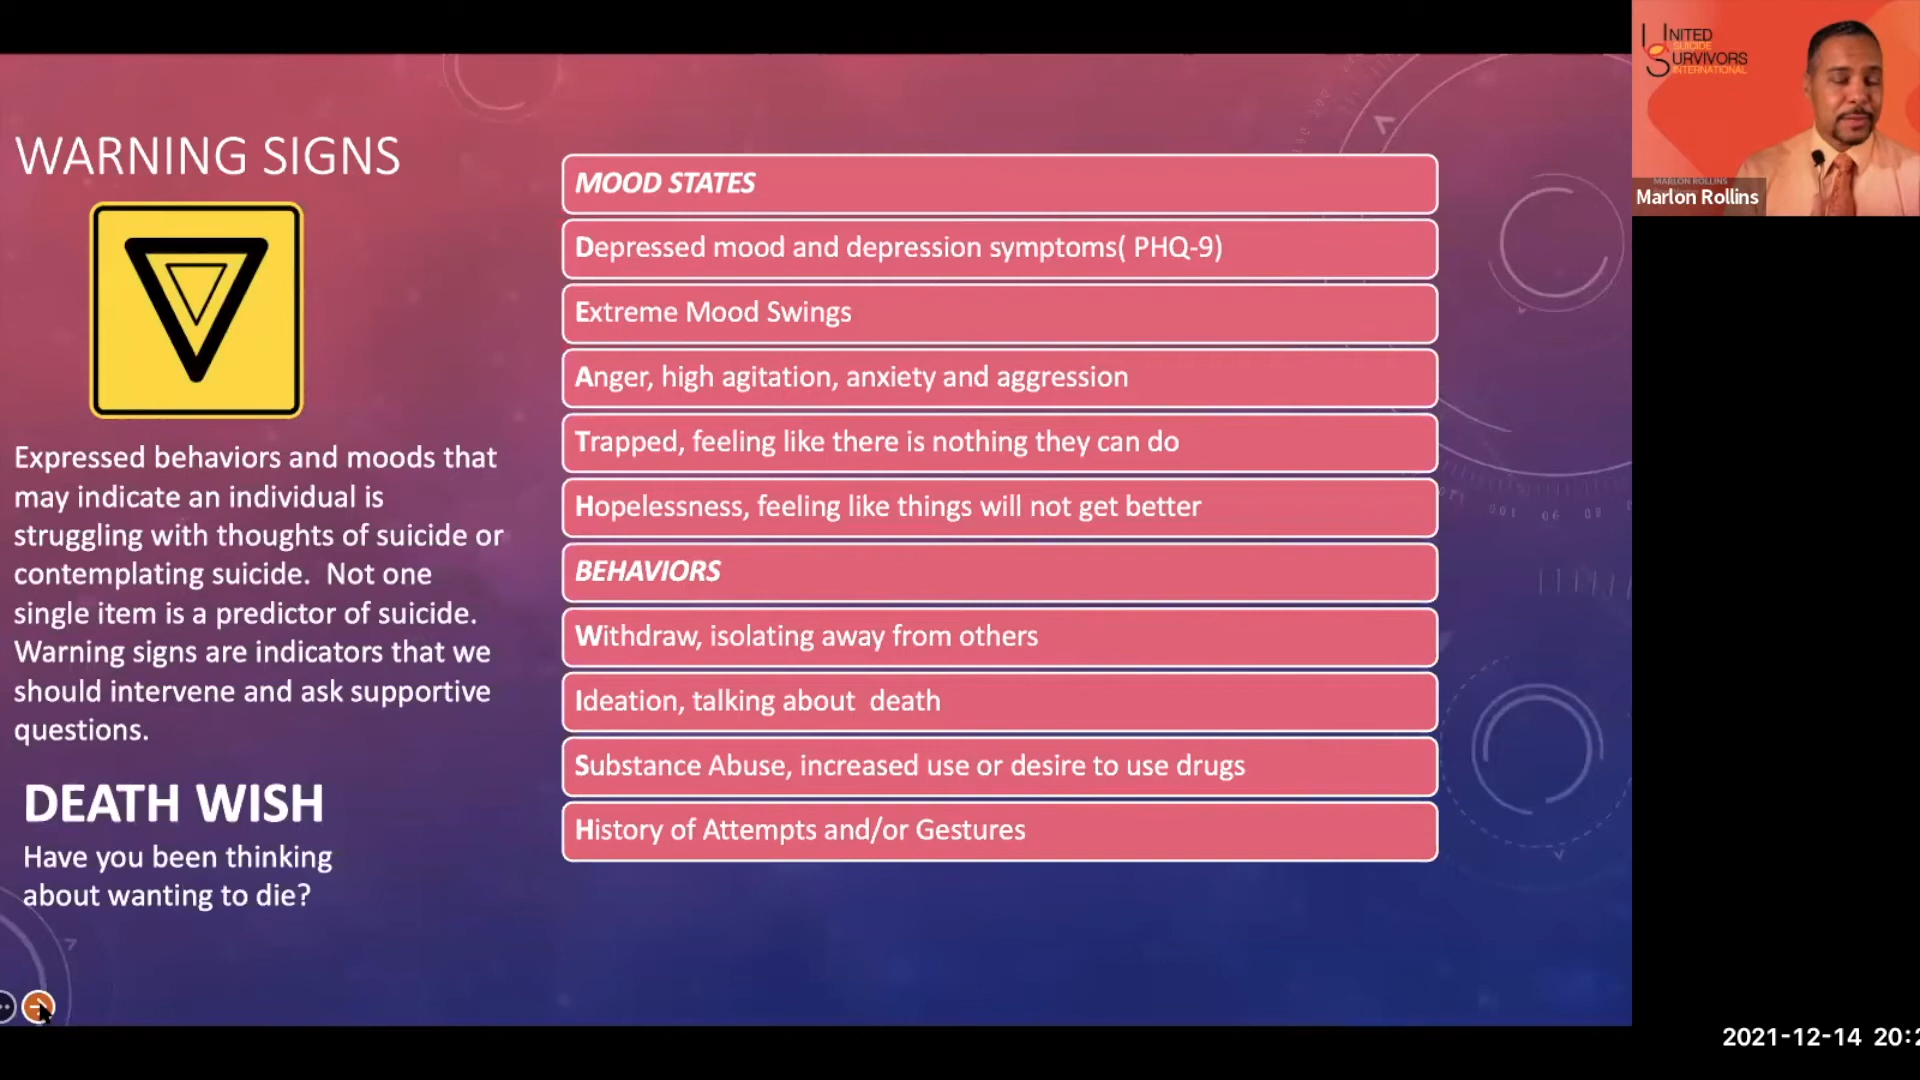 WARNING SIGNS
Expressed behaviors and moods that
may indicate an individual is
struggling with thoughts of suicide or
contemplating suicide.  Not one
single item is a predictor of suicide.
Warning signs are indicators that we
should intervene and ask supportive
questions.
DEATH WISH
Have you been thinking
about wanting to die?
MOOD STATES
Depressed mood and depression symptoms( PHQ-9)
Extreme Mood Swings
Anger, high agitation, anxiety and aggression
Trapped, feeling like there is nothing they can do
Hopelessness, feeling like things will not get better
BEHAVIORS
Withdraw, isolating away from others
Ideation, talking about  death
Substance Abuse, increased use or desire to use drugs
History of Attempts and/or Gestures
UNITED
SUICIDE
SURVIVORS
INTERNATIONAL
MARLON ROLLINS
Marlon Rollins
2021-12-14 20:2